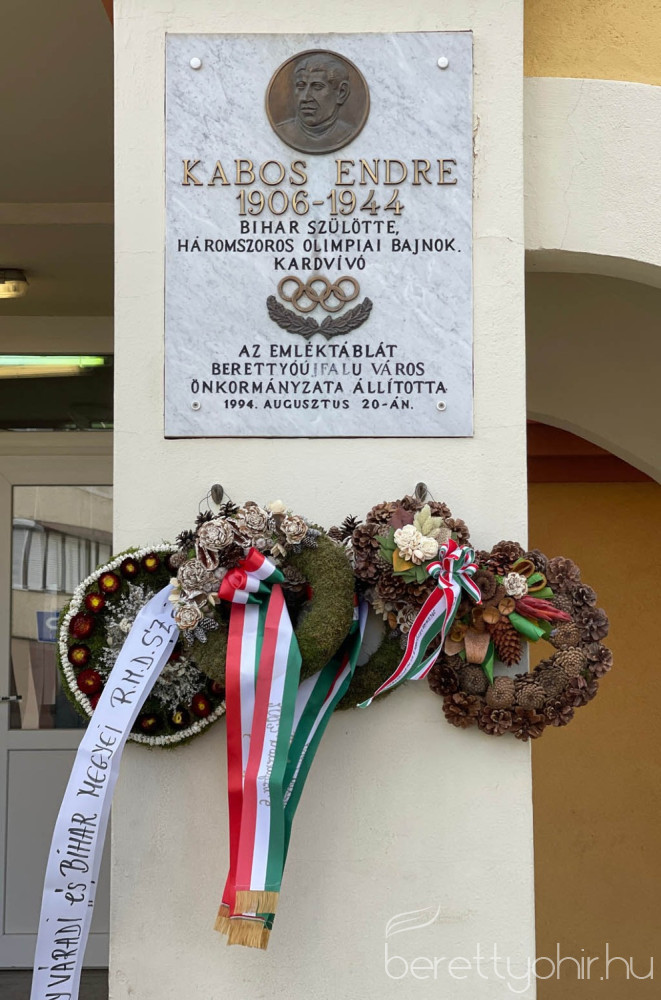 KABOS ENDRE
1906-1944
BIHAR SZÜLÖTTE,
HÁROMSZOROS OLIMPIAI BAJNOK.
KARDVÍVÓ
AZ EMLÉKTÁBLÁT
BERETTYÓÚJFALU VÁROS
ÖNKORMÁNYZATA ÁLLÍTOTTA
1994. AUGUSZTUS 20-ÁN.
YVÁRADI és BIHAR MEGYEI R.M.D.SZ
berettyohir.hu